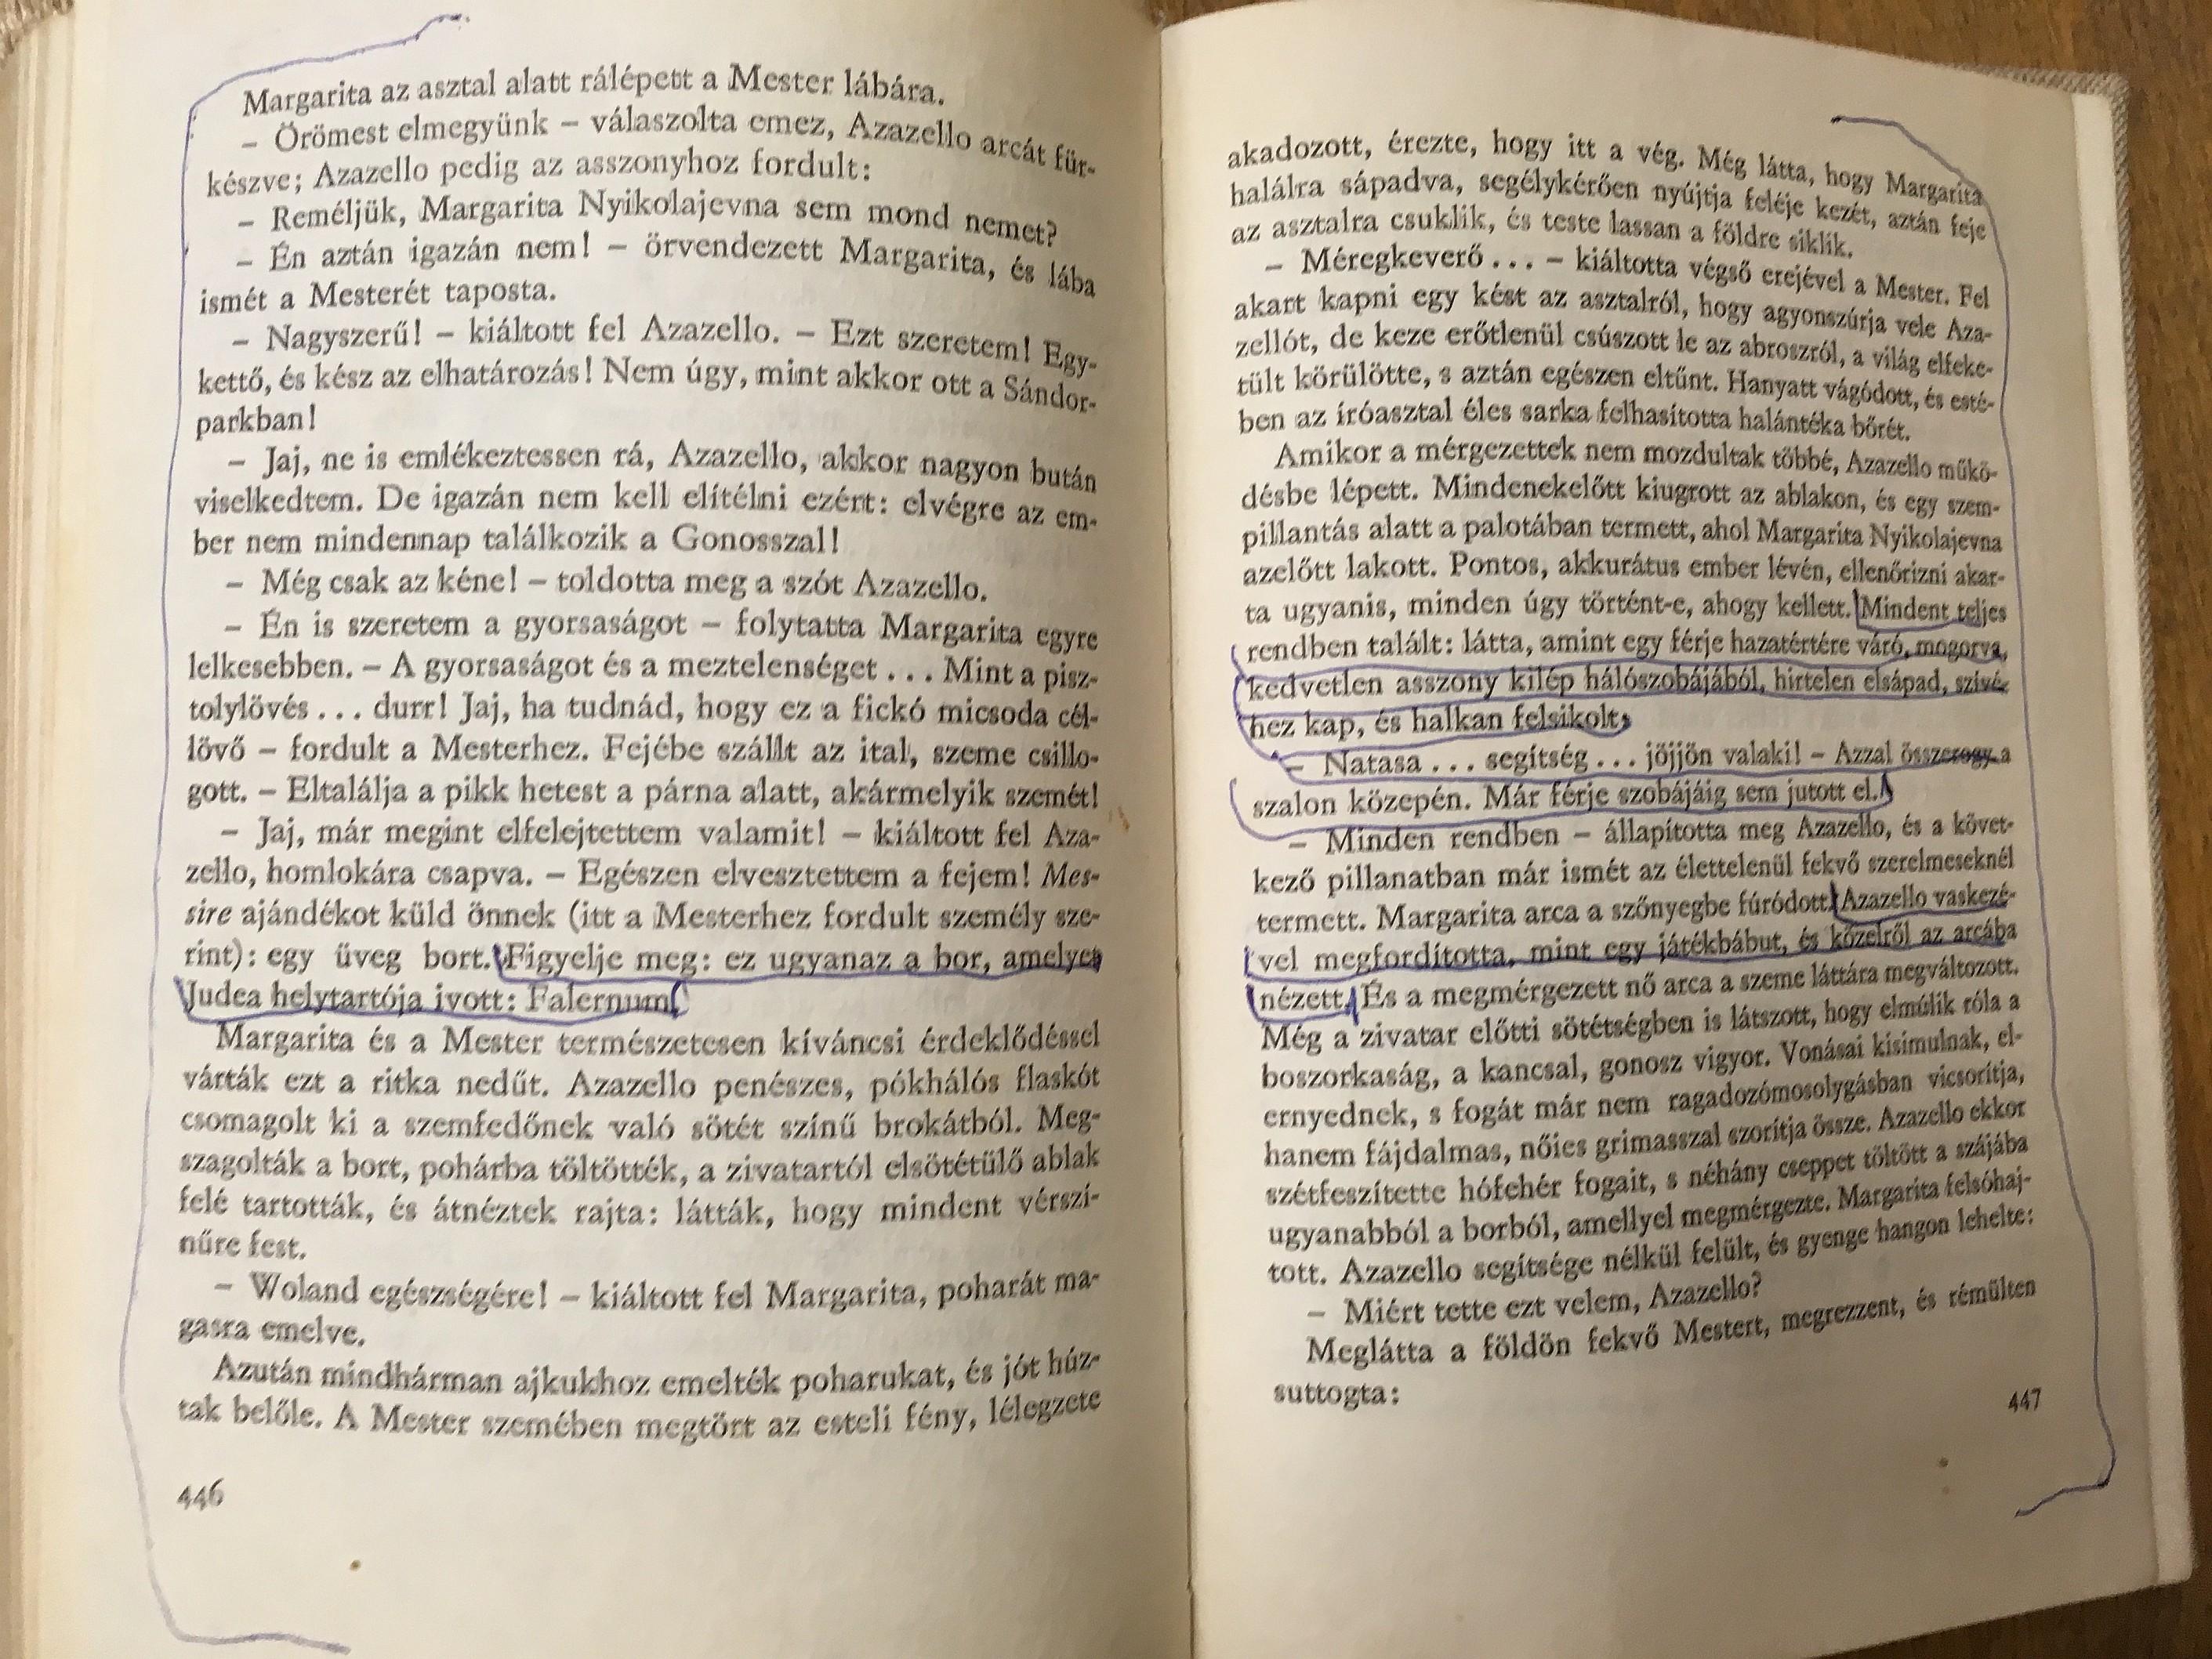 Margarita az asztal alatt rálépett a Mester lábára.
– Örömest elmegyünk – válaszolta emez, Azazello arcát für-
készve; Azazello pedig az asszonyhoz fordult:
– Reméljük, Margarita Nyikolajevna sem mond nemet?
– Én aztán igazán nem! – örvendezett Margarita, és lába
ismét a Mesterét taposta.
– Nagyszerű! – kiáltott fel Azazello. – Ezt szeretem! Egy-
kettő, és kész az elhatározás! Nem úgy, mint akkor ott a Sándor-
parkban!
– Jaj, ne is emlékeztessen rá, Azazello, akkor nagyon bután
viselkedtem. De igazán nem kell elítélni ezért: elvégre az em-
ber nem mindennap találkozik a Gonosszal!
– Még csak az kéne! – toldotta meg a szót Azazello.
– Én is szeretem a gyorsaságot – folytatta Margarita egyre
lelkesebben. – A gyorsaságot és a meztelenséget . . . Mint a pisz-
tolylövés . . . durr! Jaj, ha tudnád, hogy ez a fickó micsoda cél-
lövő – fordult a Mesterhez. Fejébe szállt az ital, szeme csillo-
gott. – Eltalálja a pikk hetest a párna alatt, akármelyik szemét!
– Jaj, már megint elfelejtettem valamit! – kiáltott fel Aza-
zello, homlokára csapva. – Egészen elvesztettem a fejem! Mes-
sire ajándékot küld önnek (itt a Mesterhez fordult személy sze-
rint): egy üveg bort. Figyelje meg: ez ugyanaz a bor, amelyet
Judea helytartója ivott: Falernum.
Margarita és a Mester természetesen kíváncsi érdeklődéssel
várták ezt a ritka nedűt. Azazello penészes, pókhálós flaskót
csomagolt ki a szemfedőnek való sötét színű brokátból. Meg-
szagolták a bort, pohárba töltötték, a zivatartól elsötétülő ablak
felé tartották, és átnéztek rajta: látták, hogy mindent vérszí-
nűre fest.
– Woland egészségére! – kiáltott fel Margarita, poharát ma-
gasra emelve.
Azután mindhárman ajkukhoz emelték poharukat, és jót húz-
tak belőle. A Mester szemében megtört az esteli fény, lélegzete
446
akadozott, érezte, hogy itt a vég. Még látta, hogy Margarita
halálra sápadva, segélykérően nyújtja feléje kezét, aztán feje
az asztalra csuklik, és teste lassan a földre siklik.
– Méregkeverő . . . – kiáltotta végső erejével a Mester. Fel
akart kapni egy kést az asztalról, hogy agyonszúrja vele Aza-
zellót, de keze erőtlenül csúszott le az abroszról, a világ elfeke-
tült körülötte, s aztán egészen eltűnt. Hanyatt vágódott, és esté-
ben az íróasztal éles sarka felhasította halántéka bőrét.
Amikor a mérgezettek nem mozdultak többé, Azazello műkö-
désbe lépett. Mindenekelőtt kiugrott az ablakon, és egy szem-
pillantás alatt a palotában termett, ahol Margarita Nyikolajevna
azelőtt lakott. Pontos, akkurátus ember lévén, ellenőrizni akar-
ta ugyanis, minden úgy történt-e, ahogy kellett. Mindent teljes
rendben talált: látta, amint egy férje hazatértére váró, mogorva,
kedvetlen asszony kilép hálószobájából, hirtelen elsápad, szívé-
hez kap, és halkan felsikolt:
– Natasa . . . segítség . . . jöjjön valaki! – Azzal összerogy a
szalon közepén. Már férje szobájáig sem jutott el.
– Minden rendben – állapította meg Azazello, és a követ-
kező pillanatban már ismét az élettelenül fekvő szerelmeseknél
termett. Margarita arca a szőnyegbe fúródott. Azazello vaskezé-
vel megfordította, mint egy játékbábut, és közelről az arcába
nézett. És a megmérgezett nő arca a szeme láttára megváltozott.
Még a zivatar előtti sötétségben is látszott, hogy elmúlik róla a
boszorkaság, a kancsal, gonosz vigyor. Vonásai kisimulnak, el-
ernyednek, s fogát már nem ragadozómosolygásban vicsorítja,
hanem fájdalmas, nőies grimasszal szorítja össze. Azazello ekkor
szétfeszítette hófehér fogait, s néhány cseppet töltött a szájába
ugyanabból a borból, amellyel megmérgezte. Margarita felsóhaj-
tott. Azazello segítsége nélkül felült, és gyenge hangon lehelte:
– Miért tette ezt velem, Azazello?
Meglátta a földön fekvő Mestert, megrezzent, és rémülten
suttogta:
447